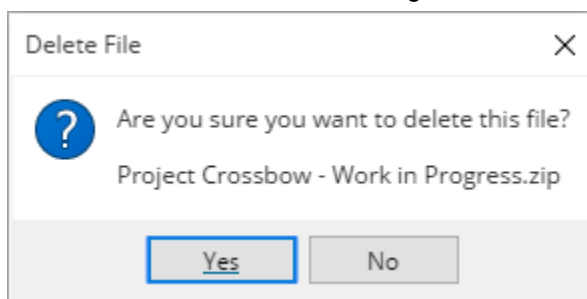 Delete File
Are you sure you want to delete this file?
Project Crossbow - Work in Progress.zip
Yes No